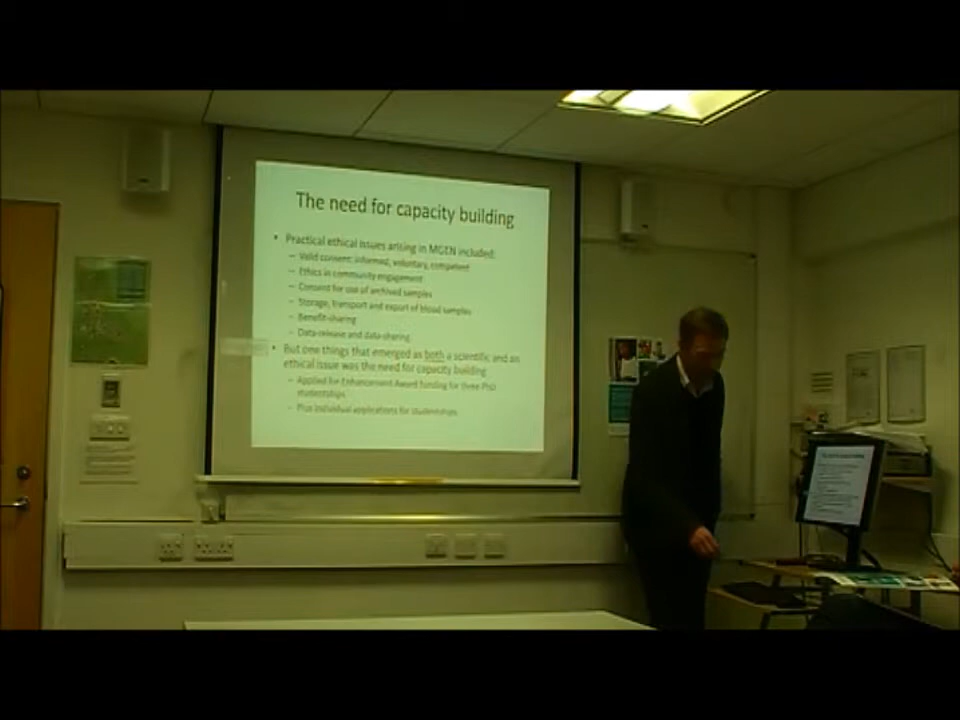 The need for capacity building
• Practical ethical issues arising in MGEN included:
– Valid consent: informed, voluntary, competent
– Ethics in community engagement
– Consent for use of archived samples
– Storage, transport and export of blood samples
– Benefit-sharing
– Data-release and data-sharing
• But one things that emerged as both a scientific and an
ethical issue was the need for capacity building
– Applied for Enhancement Award funding for three PhD
studentships
– Plus individual applications for studentships